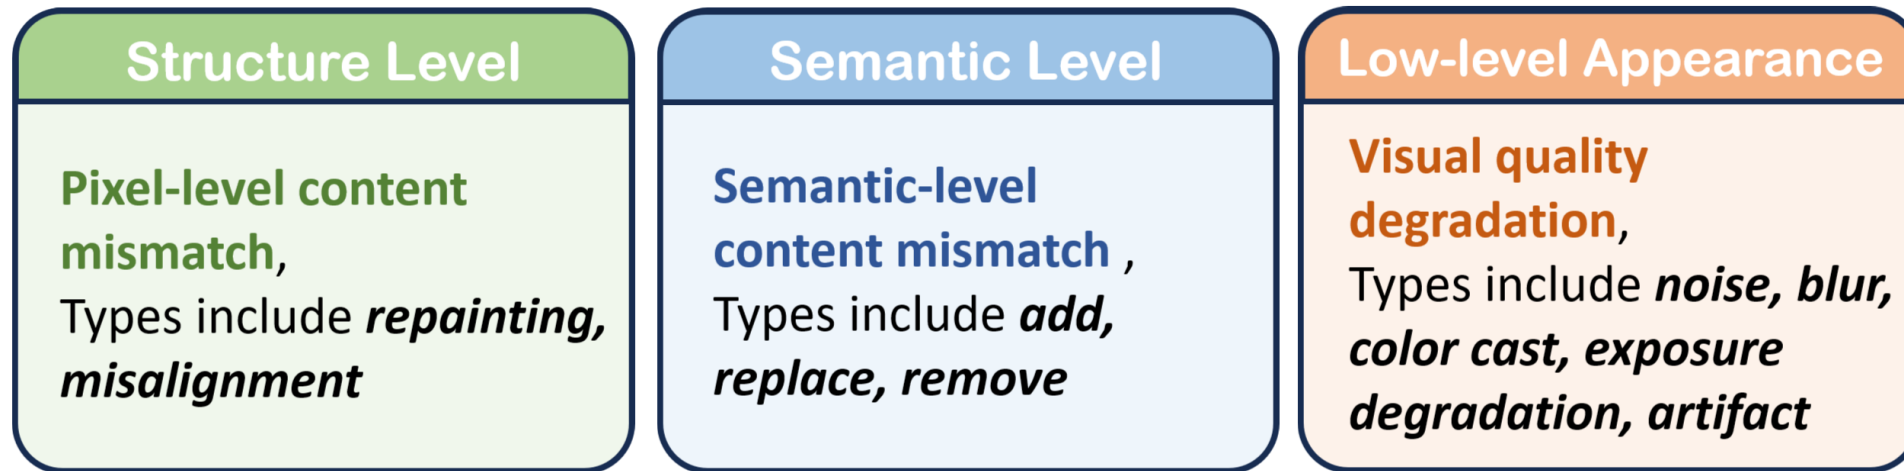 Structure Level
Pixel-level content
mismatch,
Types include repainting,
misalignment
Semantic Level
Semantic-level
content mismatch ,
Types include add,
replace, remove
Low-level Appearance
Visual quality
degradation,
Types include noise, blur,
color cast, exposure
degradation, artifact